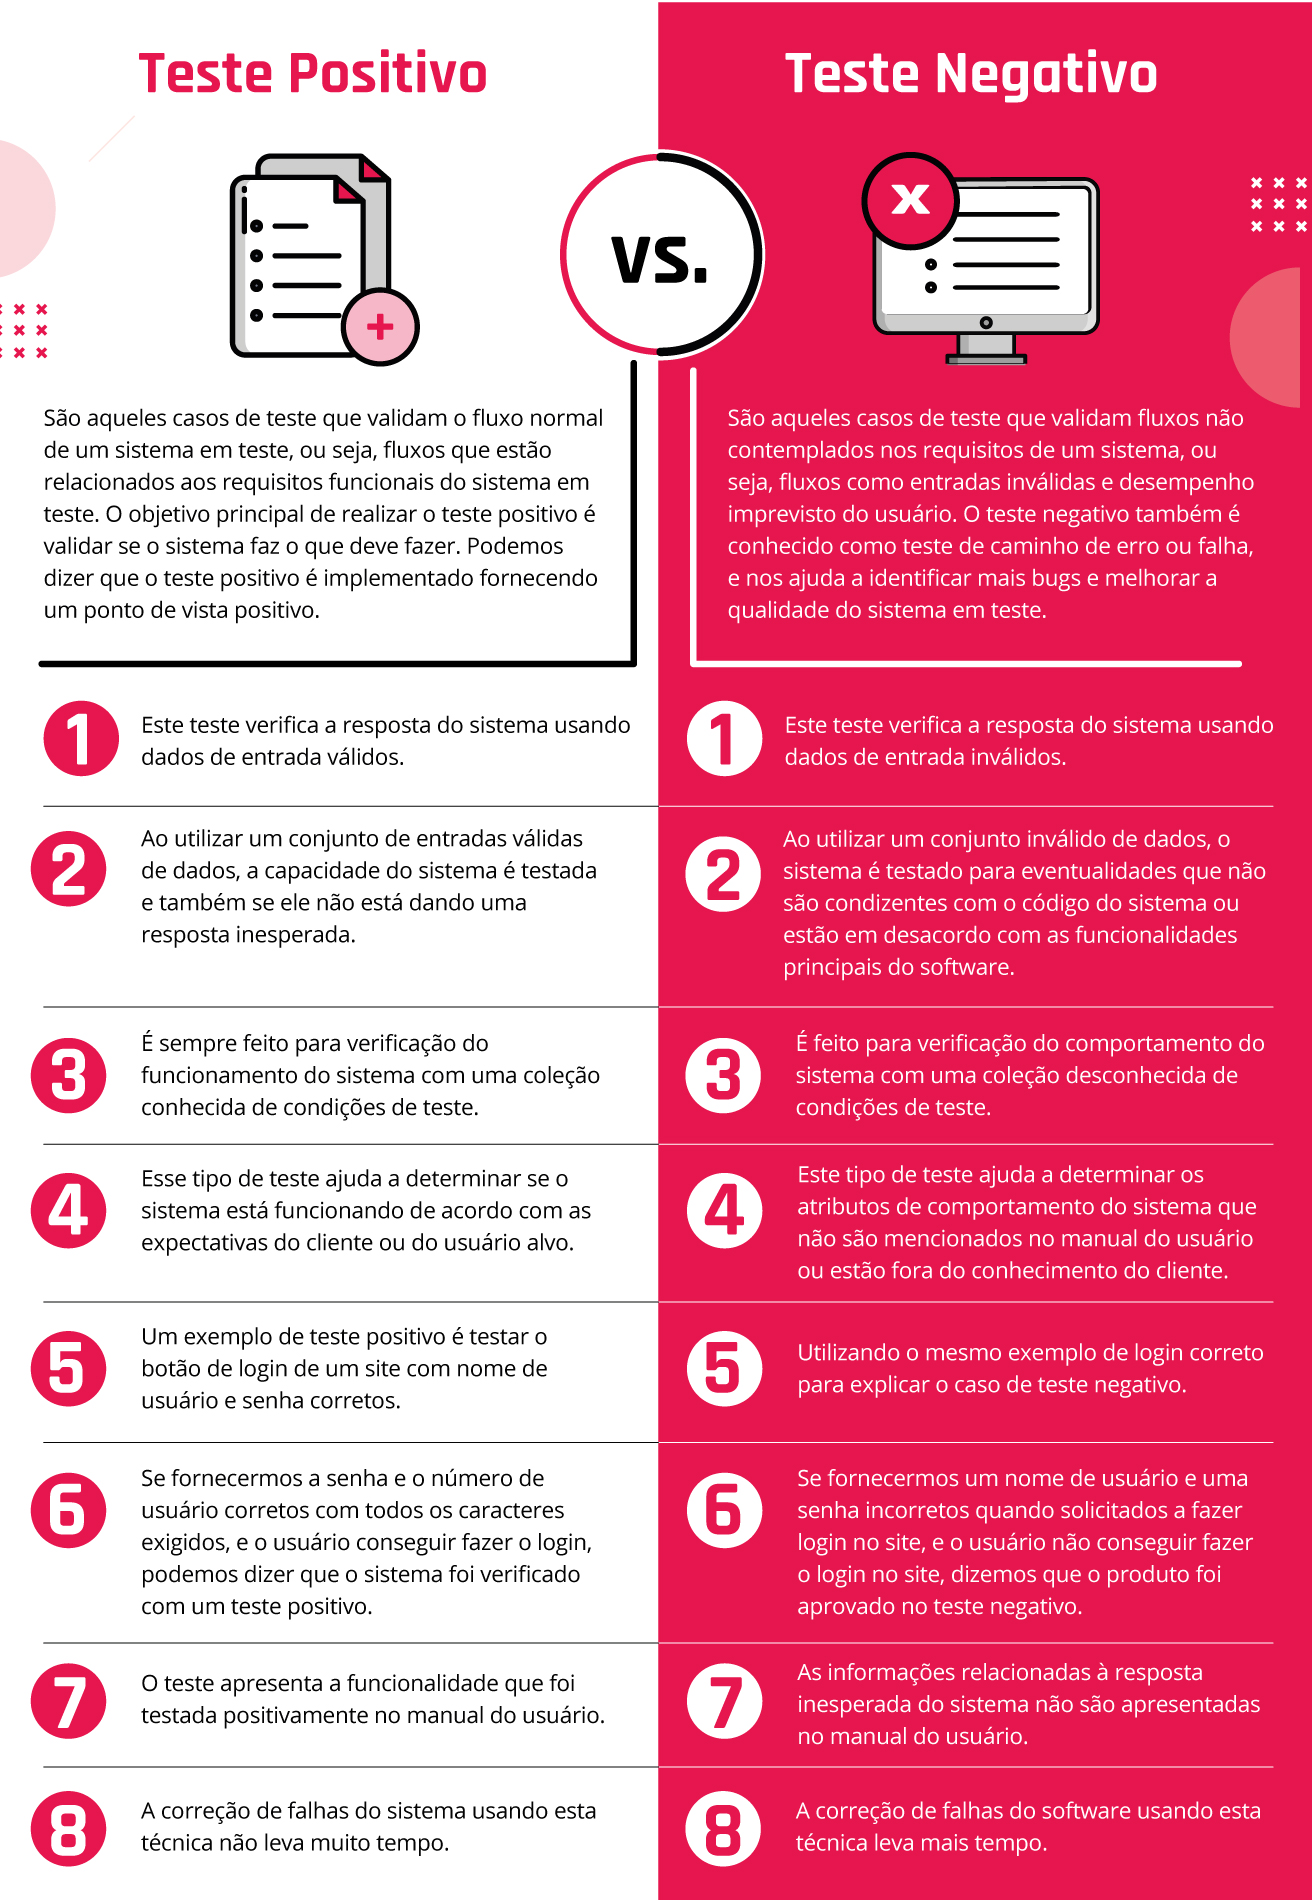 Teste Positivo
Teste Negativo
vs.
São aqueles casos de teste que validam o fluxo normal
de um sistema em teste, ou seja, fluxos que estão
relacionados aos requisitos funcionais do sistema em
teste. O objetivo principal de realizar o teste positivo é
validar se o sistema faz o que deve fazer. Podemos
dizer que o teste positivo é implementado fornecendo
um ponto de vista positivo.
São aqueles casos de teste que validam fluxos não
contemplados nos requisitos de um sistema, ou
seja, fluxos como entradas inválidas e desempenho
imprevisto do usuário. O teste negativo também é
conhecido como teste de caminho de erro ou falha,
e nos ajuda a identificar mais bugs e melhorar a
qualidade do sistema em teste.
1
Este teste verifica a resposta do sistema usando
dados de entrada válidos.
1
Este teste verifica a resposta do sistema usando
dados de entrada inválidos.
2
Ao utilizar um conjunto de entradas válidas
de dados, a capacidade do sistema é testada
e também se ele não está dando uma
resposta inesperada.
2
Ao utilizar um conjunto inválido de dados, o
sistema é testado para eventualidades que não
são condizentes com o código do sistema ou
estão em desacordo com as funcionalidades
principais do software.
3
É sempre feito para verificação do
funcionamento do sistema com uma coleção
conhecida de condições de teste.
3
É feito para verificação do comportamento do
sistema com uma coleção desconhecida de
condições de teste.
4
Esse tipo de teste ajuda a determinar se o
sistema está funcionando de acordo com as
expectativas do cliente ou do usuário alvo.
4
Este tipo de teste ajuda a determinar os
atributos de comportamento do sistema que
não são mencionados no manual do usuário
ou estão fora do conhecimento do cliente.
5
Um exemplo de teste positivo é testar o
botão de login de um site com nome de
usuário e senha corretos.
5
Utilizando o mesmo exemplo de login correto
para explicar o caso de teste negativo.
6
Se fornecermos a senha e o número de
usuário corretos com todos os caracteres
exigidos, e o usuário conseguir fazer o login,
podemos dizer que o sistema foi verificado
com um teste positivo.
6
Se fornecermos um nome de usuário e uma
senha incorretos quando solicitados a fazer
login no site, e o usuário não conseguir fazer
o login no site, dizemos que o produto foi
aprovado no teste negativo.
7
O teste apresenta a funcionalidade que foi
testada positivamente no manual do usuário.
7
As informações relacionadas à resposta
inesperada do sistema não são apresentadas
no manual do usuário.
8
A correção de falhas do sistema usando esta
técnica não leva muito tempo.
8
A correção de falhas do software usando esta
técnica leva mais tempo.